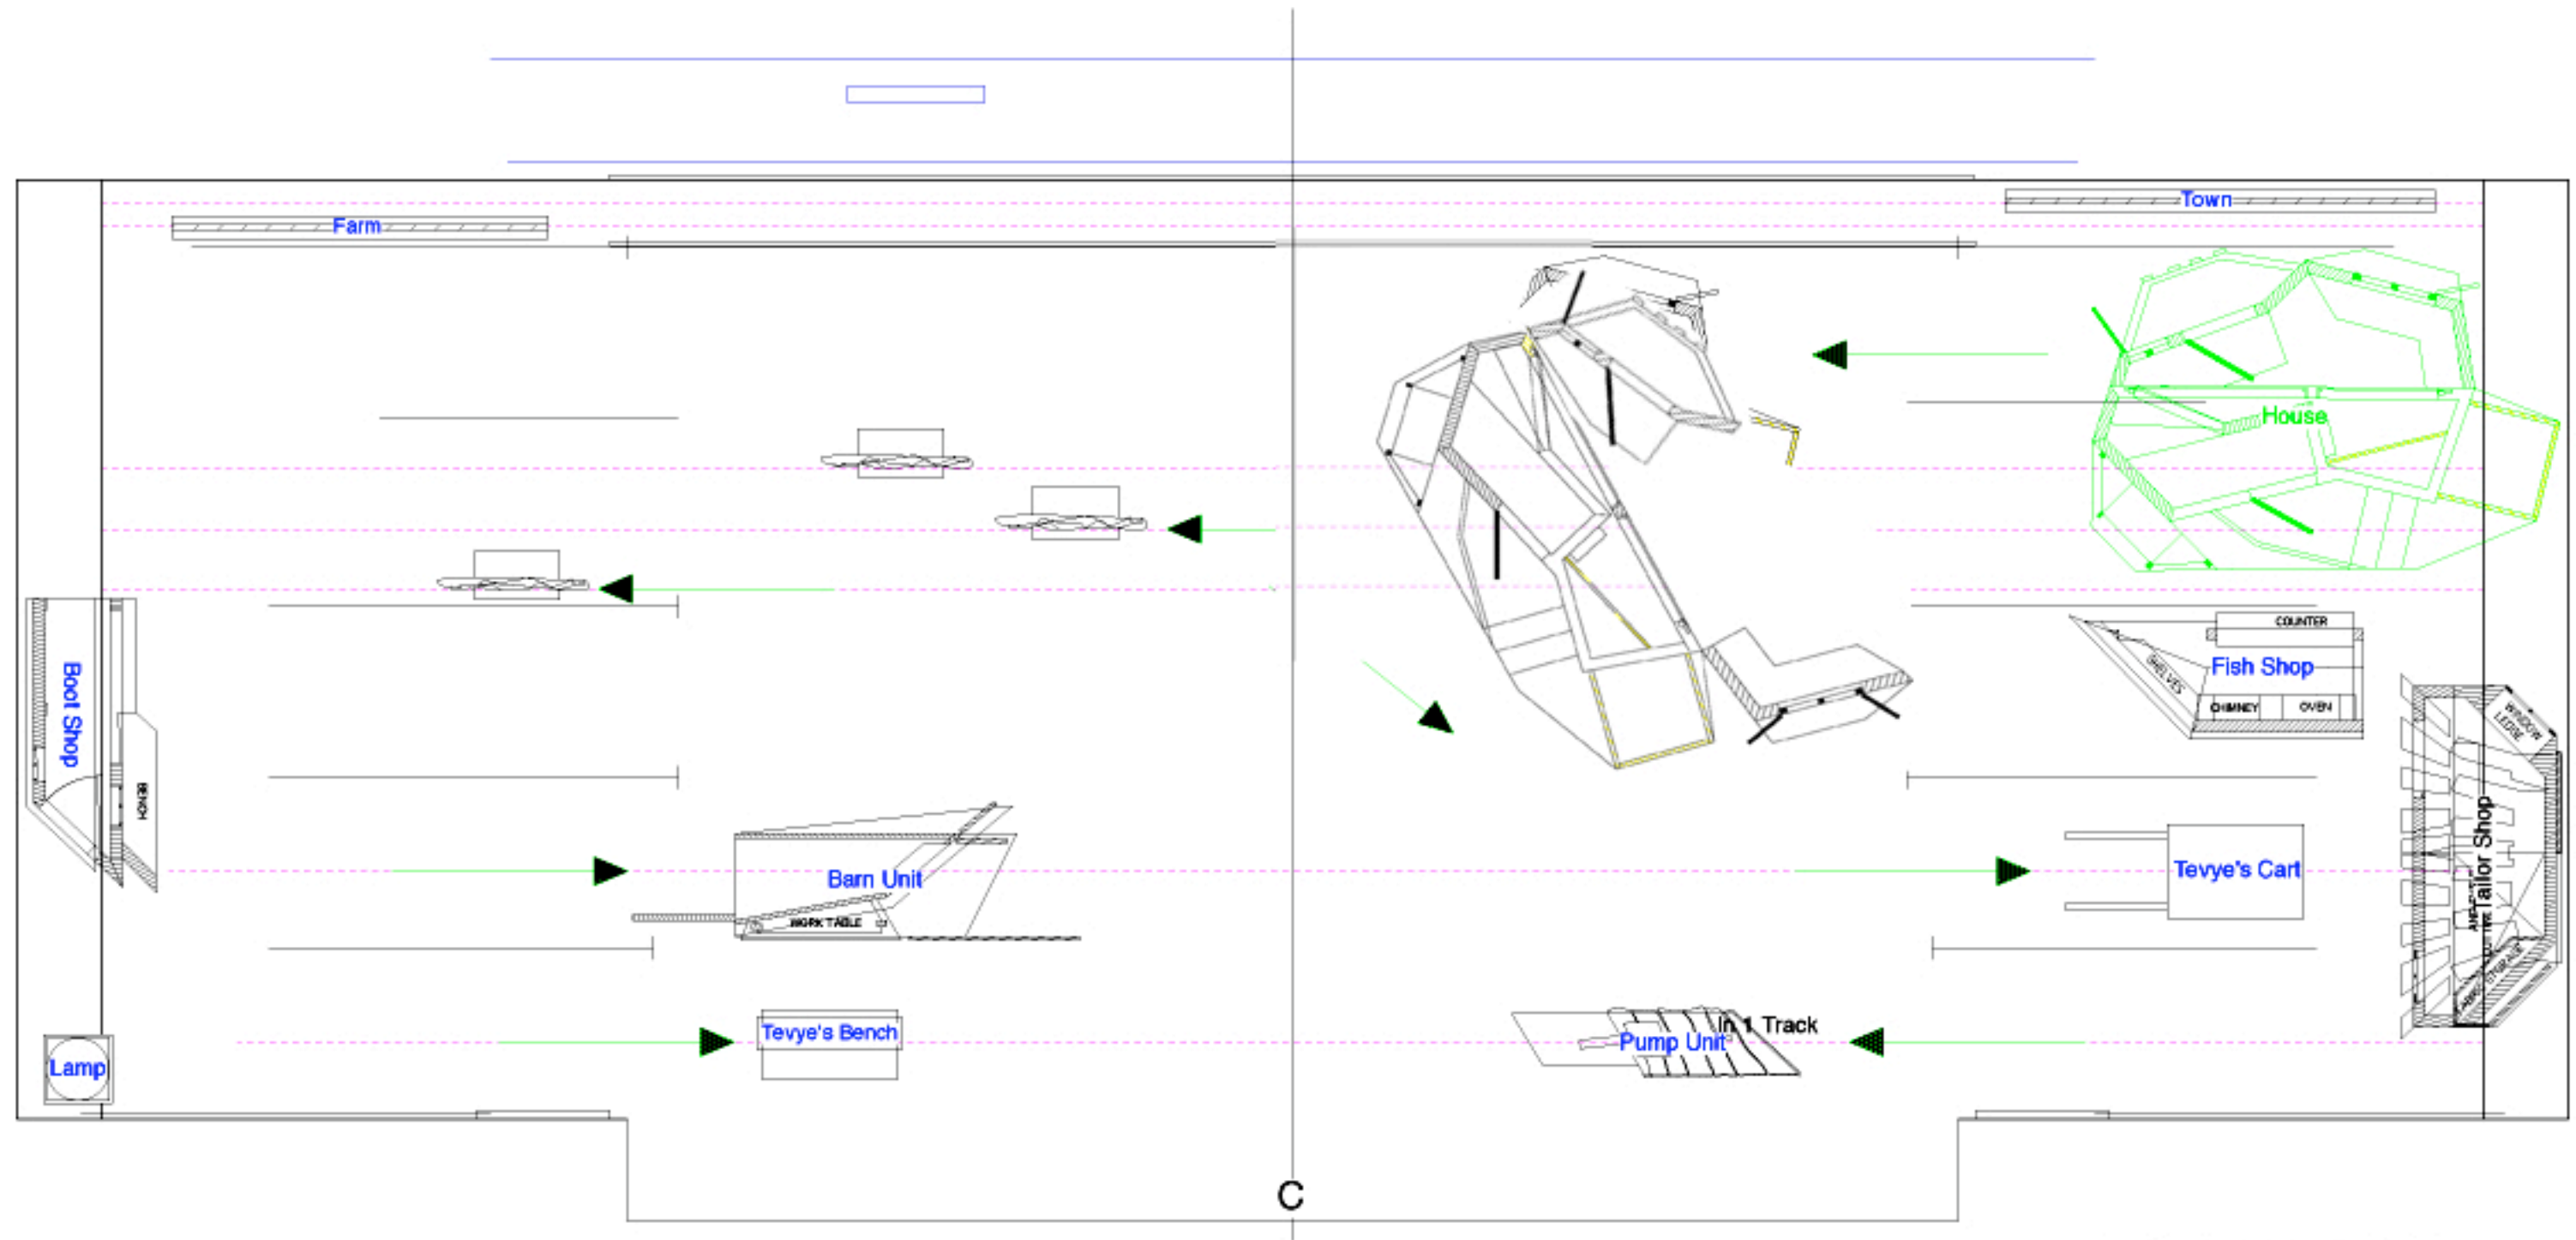 Town
Farm
House
COUNTER
Fish Shop
SHELVES
CHIMNEY
OVEN
Boot Shop
BENCH
WINDOW
LEDGE
Tailor Shop
Barn Unit
WORK TABLE
Tevye's Cart
STORAGE
Tevye's Bench
In 1 Track
Pump Unit
Lamp
C